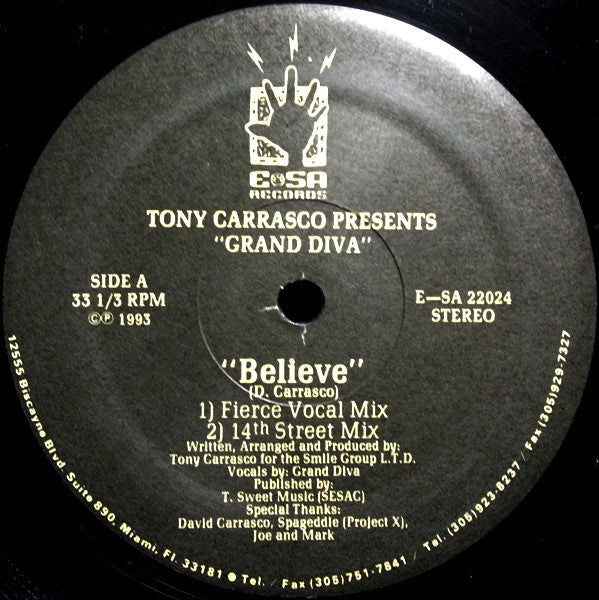 E-SA
RECORDS
TONY CARRASCO PRESENTS
"GRAND DIVA"
SIDE A
33 1/3 RPM
©℗ 1993
E—SA 22024
STEREO
"Believe"
(D. Carrasco)
1) Fierce Vocal Mix
2) 14th Street Mix
Written, Arranged and Produced by:
Tony Carrasco for the Smile Group L.T.D.
Vocals by: Grand Diva
Published by:
T. Sweet Music (SESAC)
Special Thanks:
David Carrasco, Spageddie (Project X),
Joe and Mark
12555 Biscayne Blvd. Suite 890, Miami, Fl. 33181 ● Tel. / Fax (305)751-7841 / Tel. (305)923-8237 / Fax (305)929-7327